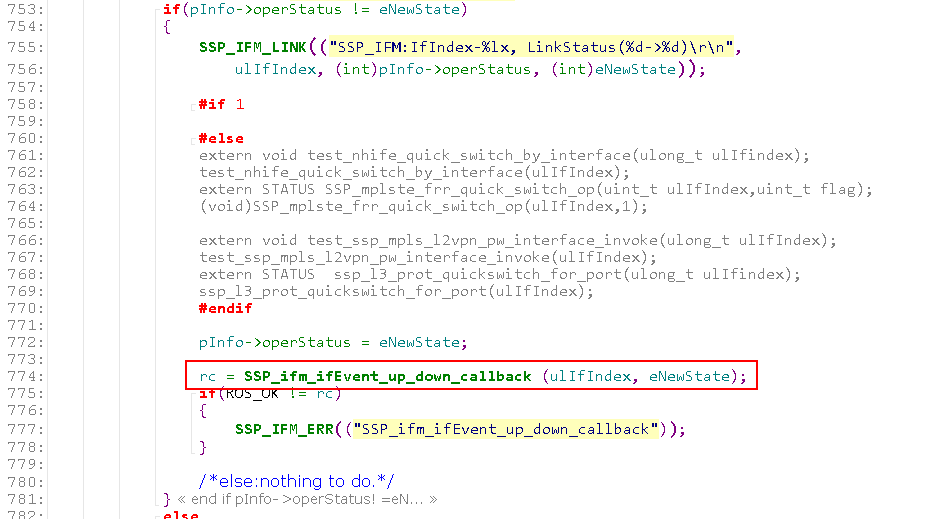 753: if(pInfo->operStatus != eNewState)
754: {
755: SSP_IFM_LINK(("SSP_IFM:IfIndex-%lx, LinkStatus(%d->%d)\r\n",
756: ulIfIndex, (int)pInfo->operStatus, (int)eNewState));
757:
758: #if 1
759:
760: #else
761: extern void test_nhife_quick_switch_by_interface(ulong_t ulIfindex);
762: test_nhife_quick_switch_by_interface(ulIfIndex);
763: extern STATUS SSP_mplste_frr_quick_switch_op(uint_t ulIfIndex,uint_t flag);
764: (void)SSP_mplste_frr_quick_switch_op(ulIfIndex,1);
765:
766: extern void test_ssp_mpls_l2vpn_pw_interface_invoke(ulong_t ulIfIndex);
767: test_ssp_mpls_l2vpn_pw_interface_invoke(ulIfIndex);
768: extern STATUS ssp_l3_prot_quickswitch_for_port(ulong_t ulIfindex);
769: ssp_l3_prot_quickswitch_for_port(ulIfIndex);
770: #endif
771:
772: pInfo->operStatus = eNewState;
773:
774: rc = SSP_ifm_ifEvent_up_down_callback (ulIfIndex, eNewState);
775: if(ROS_OK != rc)
776: {
777: SSP_IFM_ERR(("SSP_ifm_ifEvent_up_down_callback"));
778: }
779:
780: /*else:nothing to do.*/
781: } « end if pInfo->operStatus!=eN... »
782: else